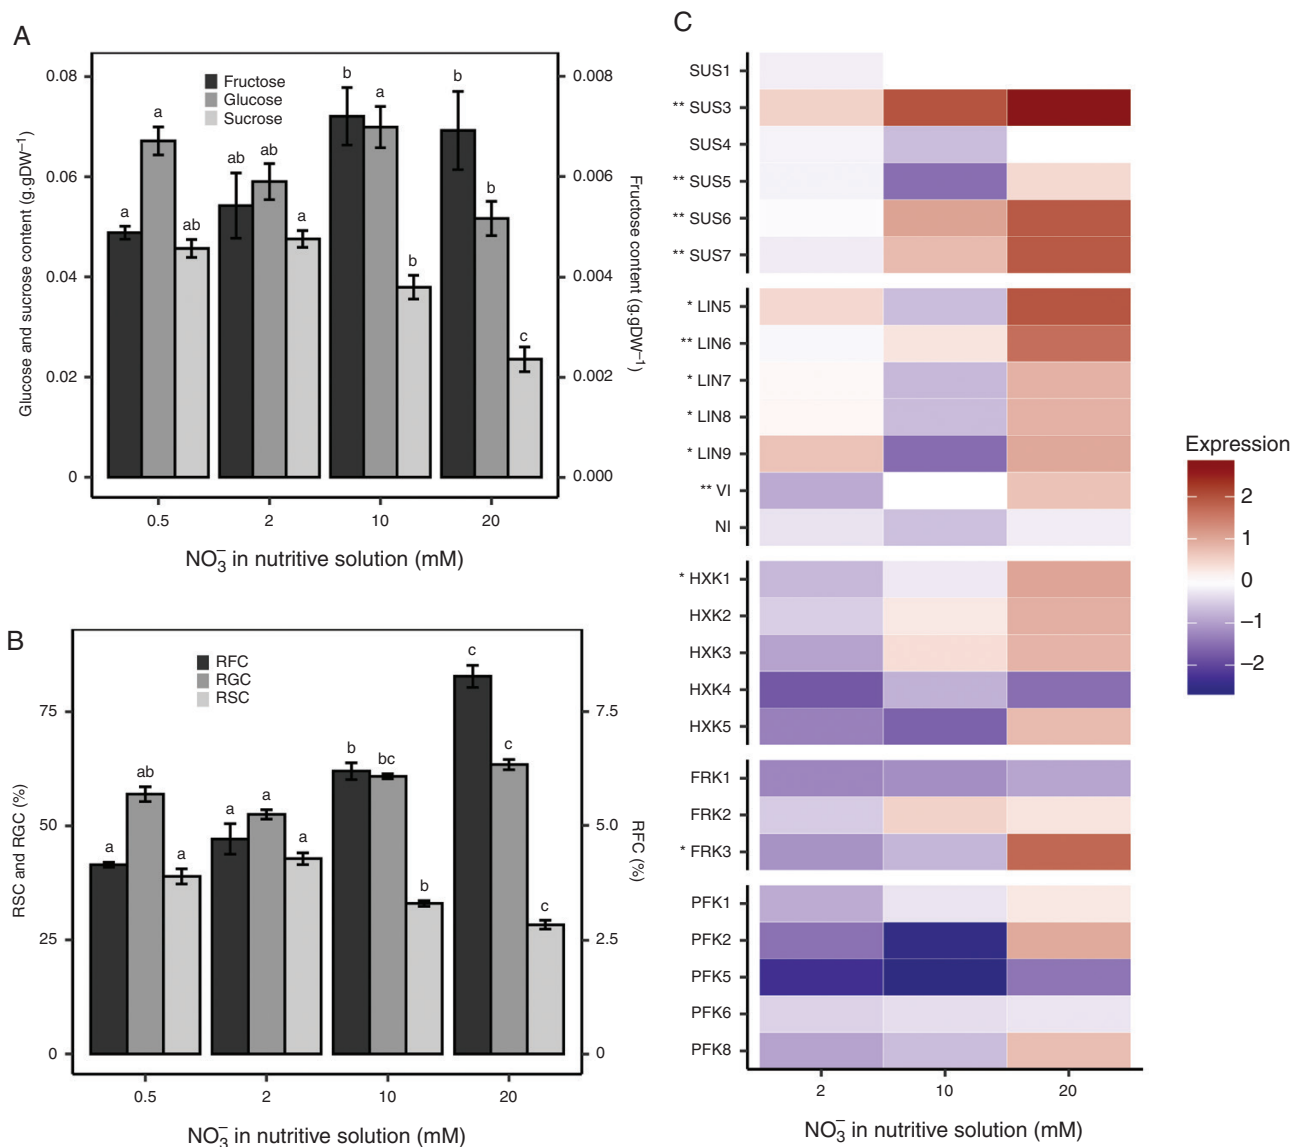 A
Fructose
Glucose
Sucrose
0.08
0.06
0.04
0.02
0
0.008
0.006
0.004
0.002
0.000
a
a
ab
ab
ab
a
b
a
b
b
b
c
Glucose and sucrose content (g.gDW⁻¹)
Fructose content (g.gDW⁻¹)
0.5 2 10 20
NO₃⁻ in nutritive solution (mM)
B
RFC
RGC
RSC
75
50
25
0
7.5
5.0
2.5
0
a
ab
a
a
a
a
b
bc
b
c
c
c
RSC and RGC (%)
RFC (%)
0.5 2 10 20
NO₃⁻ in nutritive solution (mM)
C
SUS1
** SUS3
SUS4
** SUS5
** SUS6
** SUS7
* LIN5
** LIN6
* LIN7
* LIN8
* LIN9
** VI
NI
* HXK1
HXK2
HXK3
HXK4
HXK5
FRK1
FRK2
* FRK3
PFK1
PFK2
PFK5
PFK6
PFK8
2 10 20
NO₃⁻ in nutritive solution (mM)
Expression
2
1
0
−1
−2